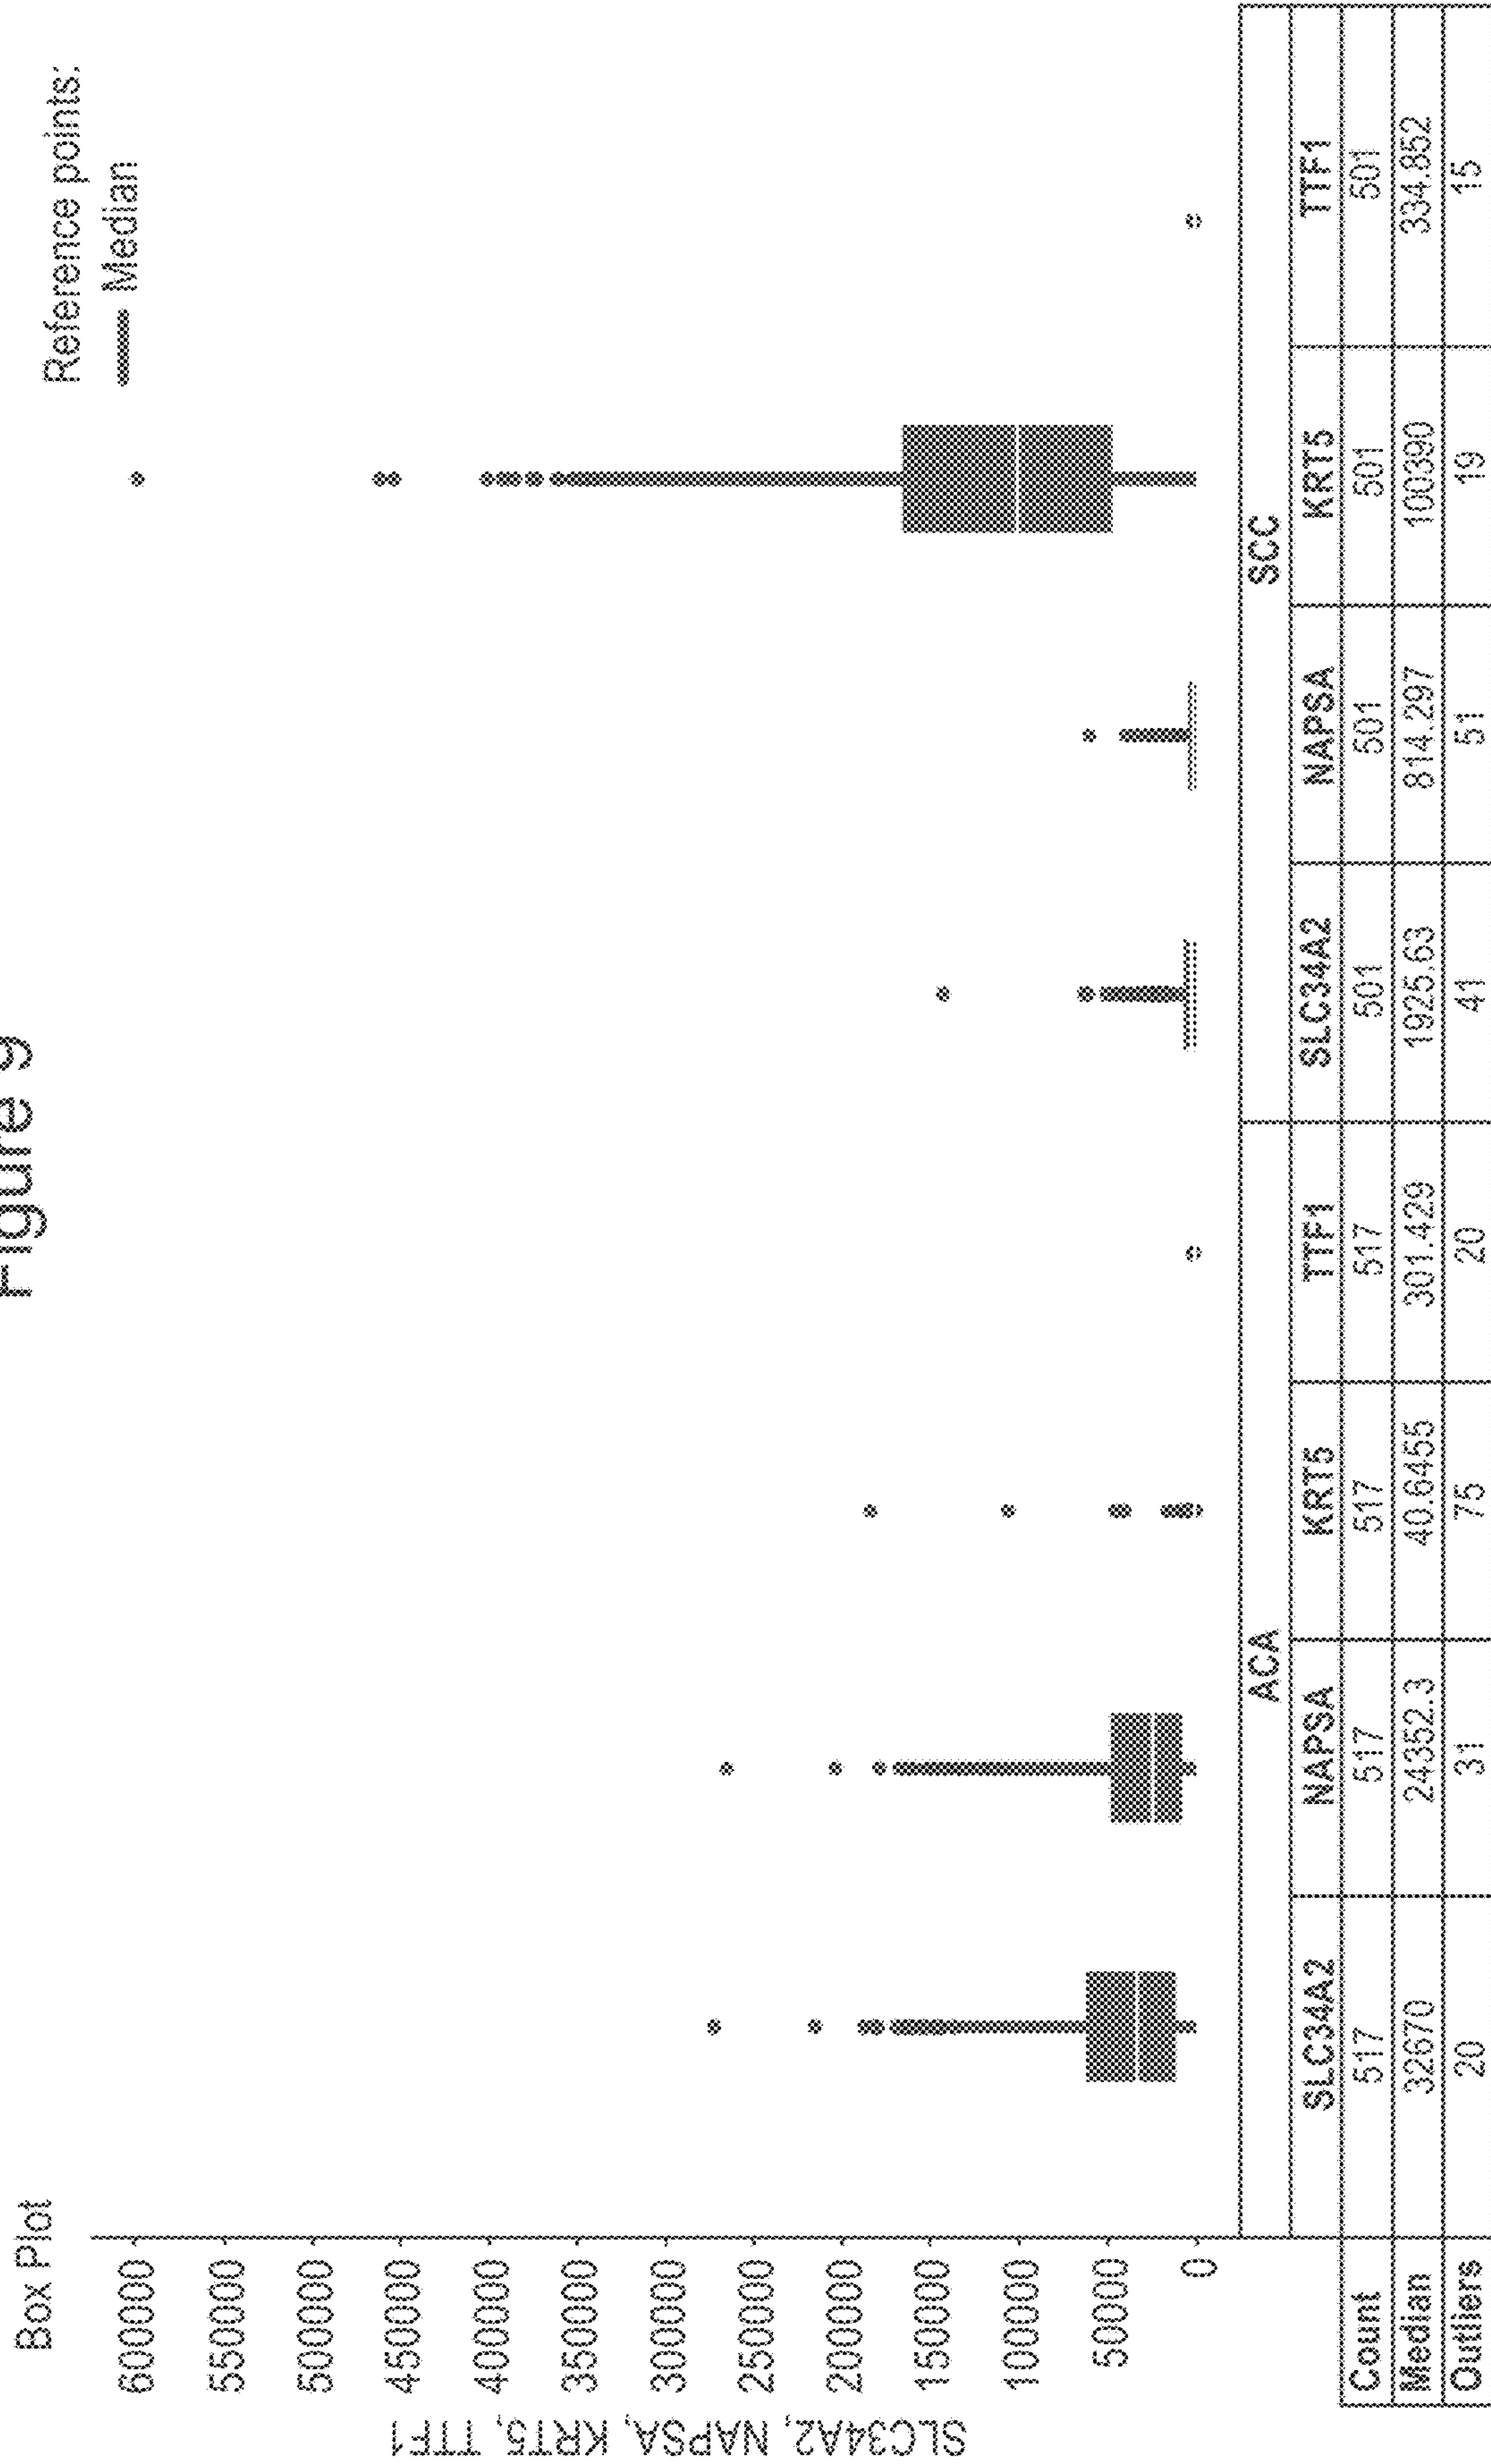 Figure 9
Box Plot
Reference points:
Median
SLC34A2, NAPSA, KRT5, TTF1
600000
550000
500000
450000
400000
350000
300000
250000
200000
150000
100000
50000
0
ACA SCC
SLC34A2 NAPSA KRT5 TTF1 SLC34A2 NAPSA KRT5 TTF1
Count 517 517 517 517 501 501 501 501
Median 32670 24352.3 40.6455 301.429 1925.63 814.297 100390 334.852
Outliers 20 31 75 20 41 51 19 15